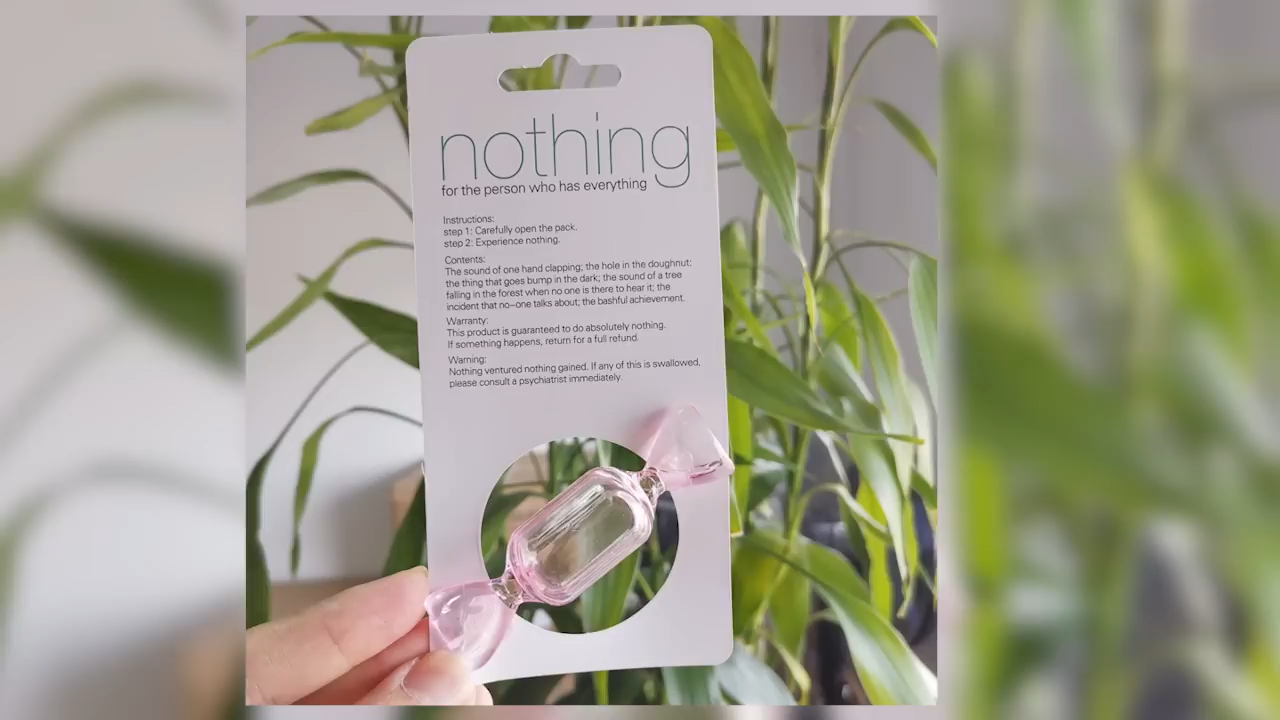 nothing
for the person who has everything
Instructions:
step 1: Carefully open the pack.
step 2: Experience nothing.
Contents:
The sound of one hand clapping; the hole in the doughnut;
the thing that goes bump in the dark; the sound of a tree
falling in the forest when no one is there to hear it; the
incident that no-one talks about; the bashful achievement.
Warranty:
This product is guaranteed to do absolutely nothing.
If something happens, return for a full refund.
Warning:
Nothing ventured nothing gained. If any of this is swallowed,
please consult a psychiatrist immediately.